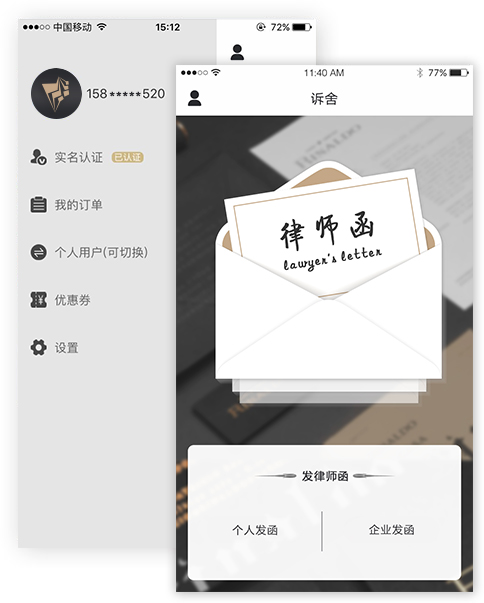 中国移动
15:12
72%
158*****520
实名认证 已认证
我的订单
个人用户(可切换)
优惠券
设置
11:40 AM
77%
诉舍
律师函
lawyer's letter
发律师函
个人发函
企业发函